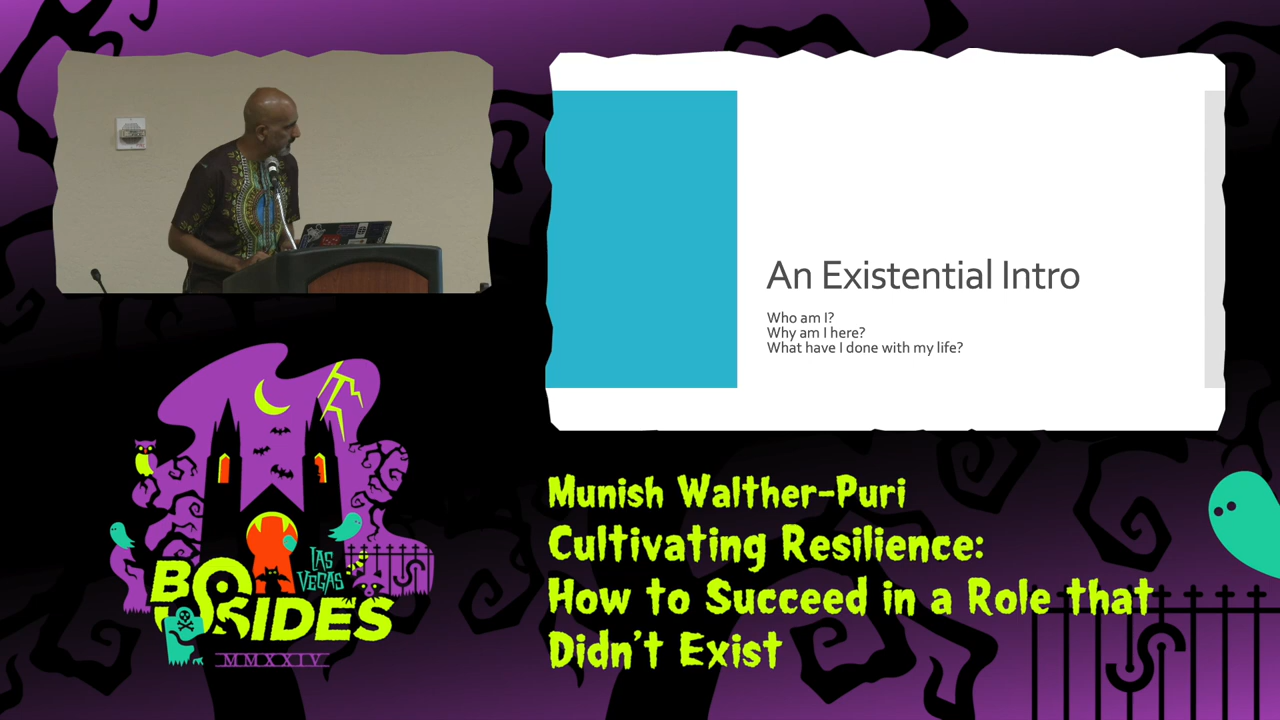 An Existential Intro
Who am I?
Why am I here?
What have I done with my life?
Munish Walther-Puri
Cultivating Resilience:
How to Succeed in a Role that
Didn't Exist
LAS
VEGAS
BSIDES
MMXXIV